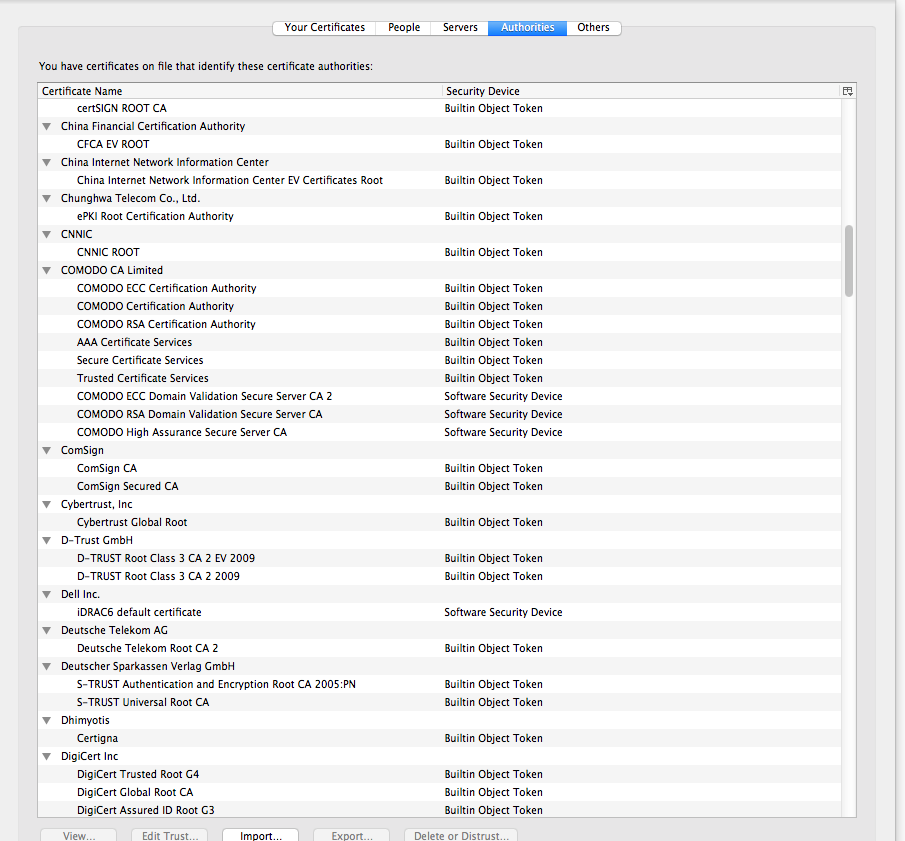 Your Certificates People Servers Authorities Others
You have certificates on file that identify these certificate authorities:
Certificate Name Security Device
certSIGN ROOT CA Builtin Object Token
China Financial Certification Authority
CFCA EV ROOT Builtin Object Token
China Internet Network Information Center
China Internet Network Information Center EV Certificates Root Builtin Object Token
Chunghwa Telecom Co., Ltd.
ePKI Root Certification Authority Builtin Object Token
CNNIC
CNNIC ROOT Builtin Object Token
COMODO CA Limited
COMODO ECC Certification Authority Builtin Object Token
COMODO Certification Authority Builtin Object Token
COMODO RSA Certification Authority Builtin Object Token
AAA Certificate Services Builtin Object Token
Secure Certificate Services Builtin Object Token
Trusted Certificate Services Builtin Object Token
COMODO ECC Domain Validation Secure Server CA 2 Software Security Device
COMODO RSA Domain Validation Secure Server CA Software Security Device
COMODO High Assurance Secure Server CA Software Security Device
ComSign
ComSign CA Builtin Object Token
ComSign Secured CA Builtin Object Token
Cybertrust, Inc
Cybertrust Global Root Builtin Object Token
D-Trust GmbH
D-TRUST Root Class 3 CA 2 EV 2009 Builtin Object Token
D-TRUST Root Class 3 CA 2 2009 Builtin Object Token
Dell Inc.
iDRAC6 default certificate Software Security Device
Deutsche Telekom AG
Deutsche Telekom Root CA 2 Builtin Object Token
Deutscher Sparkassen Verlag GmbH
S-TRUST Authentication and Encryption Root CA 2005:PN Builtin Object Token
S-TRUST Universal Root CA Builtin Object Token
Dhimyotis
Certigna Builtin Object Token
DigiCert Inc
DigiCert Trusted Root G4 Builtin Object Token
DigiCert Global Root CA Builtin Object Token
DigiCert Assured ID Root G3 Builtin Object Token
View... Edit Trust... Import... Export... Delete or Distrust...